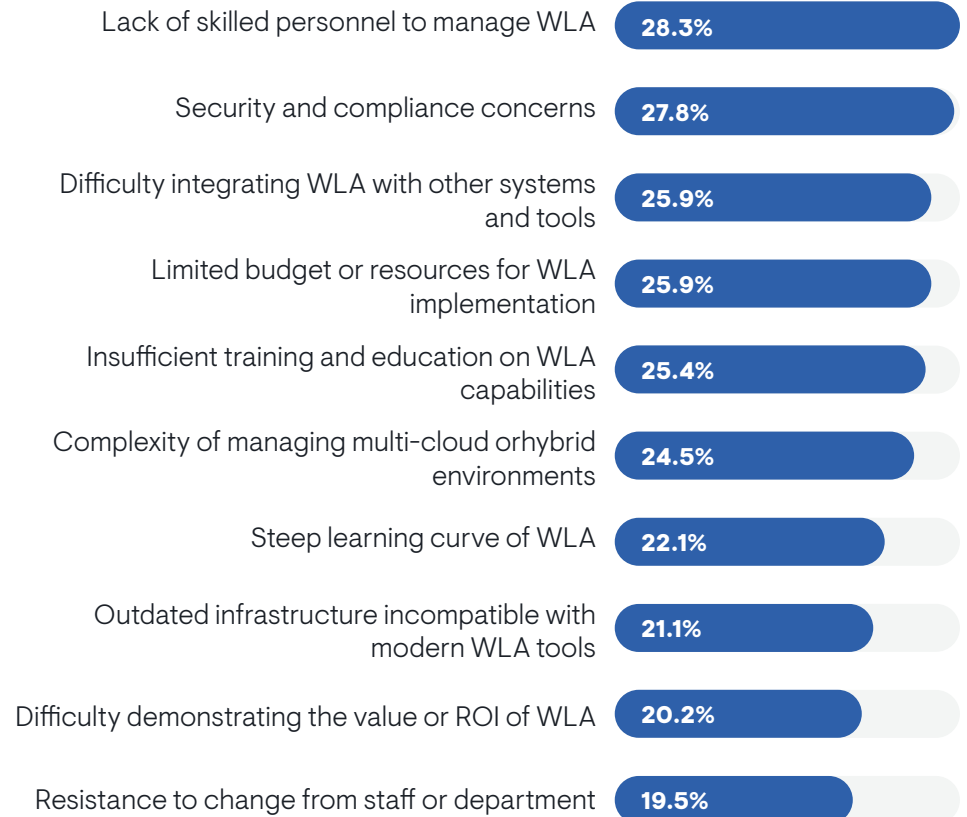 Lack of skilled personnel to manage WLA 28.3%
Security and compliance concerns 27.8%
Difficulty integrating WLA with other systems
and tools
25.9%
Limited budget or resources for WLA
implementation
25.9%
Insufficient training and education on WLA
capabilities
25.4%
Complexity of managing multi-cloud orhybrid
environments
24.5%
Steep learning curve of WLA 22.1%
Outdated infrastructure incompatible with
modern WLA tools
21.1%
Difficulty demonstrating the value or ROI of WLA 20.2%
Resistance to change from staff or department 19.5%